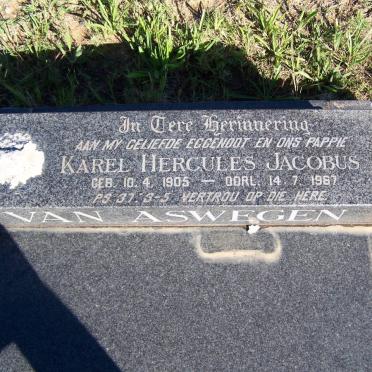 In Tere Herinnering
AAN MY GELIEFDE EGGENOOT EN ONS PAPPIE
KAREL HERCULES JACOBUS
GEB. 10. 4. 1905 — OORL. 14. 7. 1967
PS. 37: 3-5 VERTROU OP DIE HERE.
VAN ASWEGEN